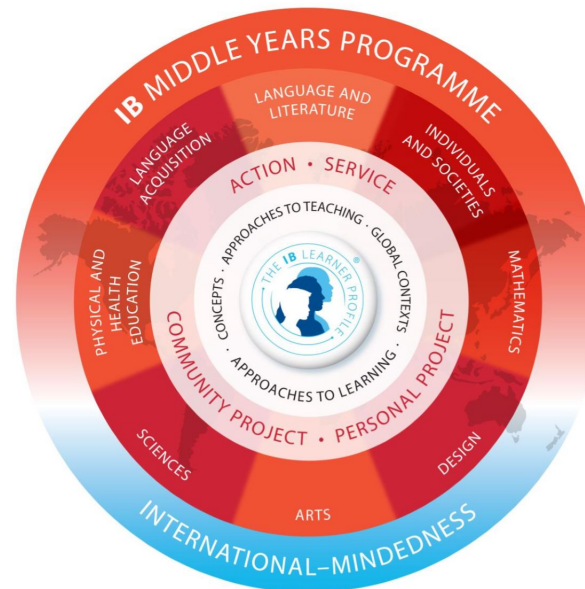 IB MIDDLE YEARS PROGRAMME
LANGUAGE AND
LITERATURE
INDIVIDUALS
AND SOCIETIES
MATHEMATICS
DESIGN
ARTS
SCIENCES
PHYSICAL AND
HEALTH
EDUCATION
LANGUAGE
ACQUISITION
ACTION • SERVICE
COMMUNITY PROJECT • PERSONAL PROJECT
CONCEPTS · APPROACHES TO TEACHING · GLOBAL CONTEXTS
· APPROACHES TO LEARNING ·
THE IB LEARNER PROFILE ®
INTERNATIONAL–MINDEDNESS